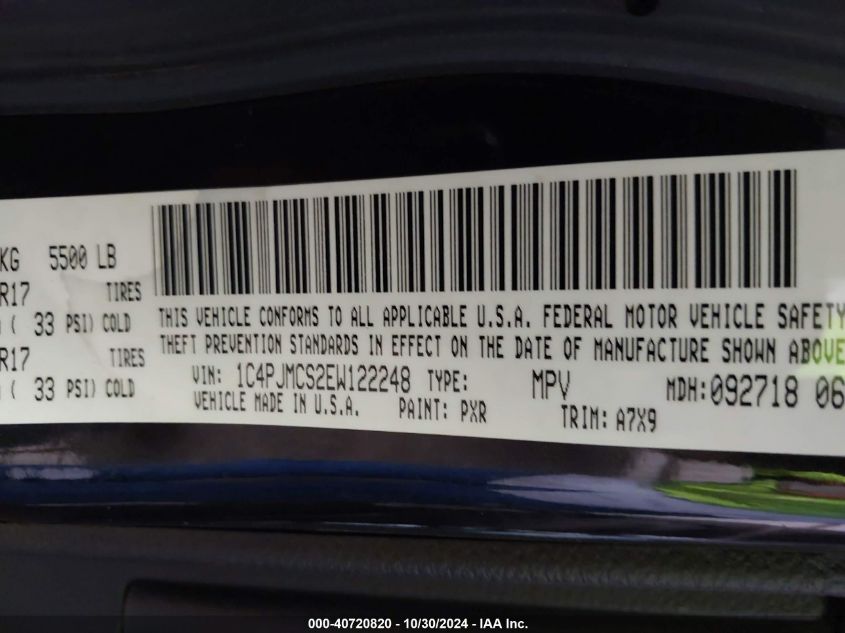 KG 5500 LB
R17 TIRES
( 33 PSI) COLD
R17 TIRES
( 33 PSI) COLD
THIS VEHICLE CONFORMS TO ALL APPLICABLE U.S.A. FEDERAL MOTOR VEHICLE SAFETY
THEFT PREVENTION STANDARDS IN EFFECT ON THE DATE OF MANUFACTURE SHOWN ABOVE
VIN: 1C4PJMCS2EW122248 TYPE: MPV MDH:092718 06
VEHICLE MADE IN U.S.A. PAINT: PXR TRIM: A7X9
000-40720820 - 10/30/2024 - IAA Inc.